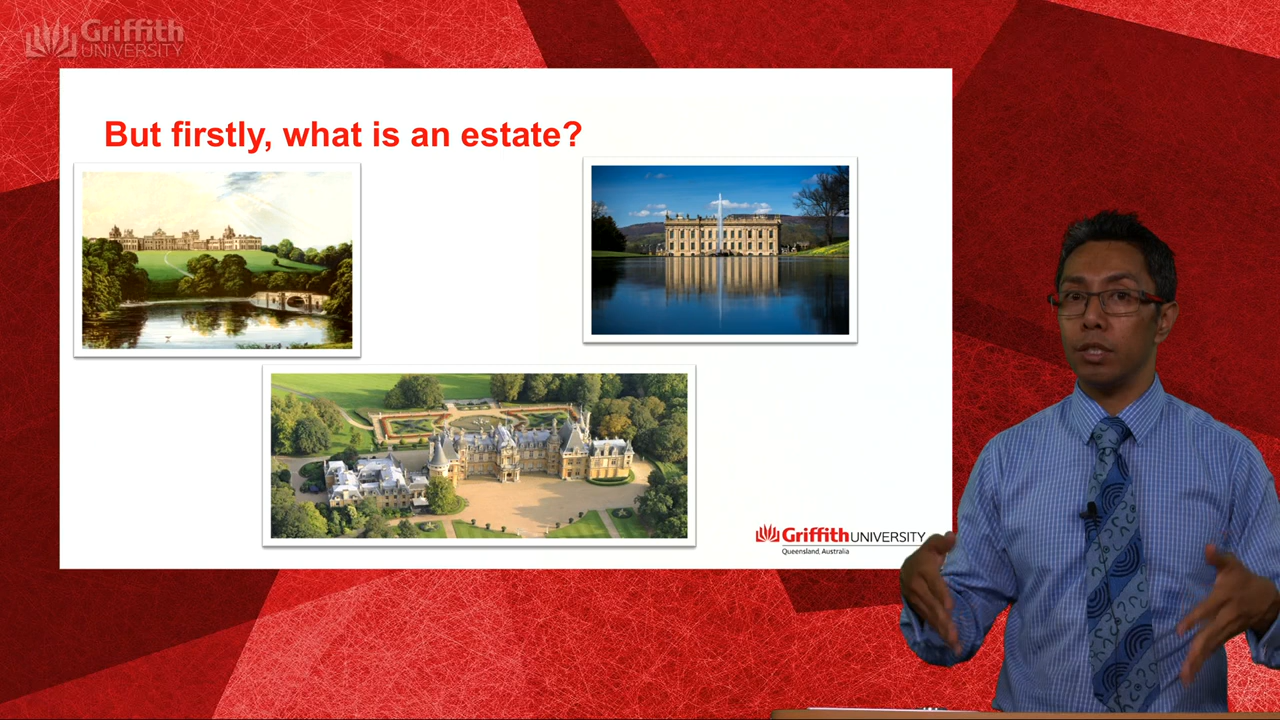 Griffith
UNIVERSITY
But firstly, what is an estate?
GriffithUNIVERSITY
Queensland, Australia